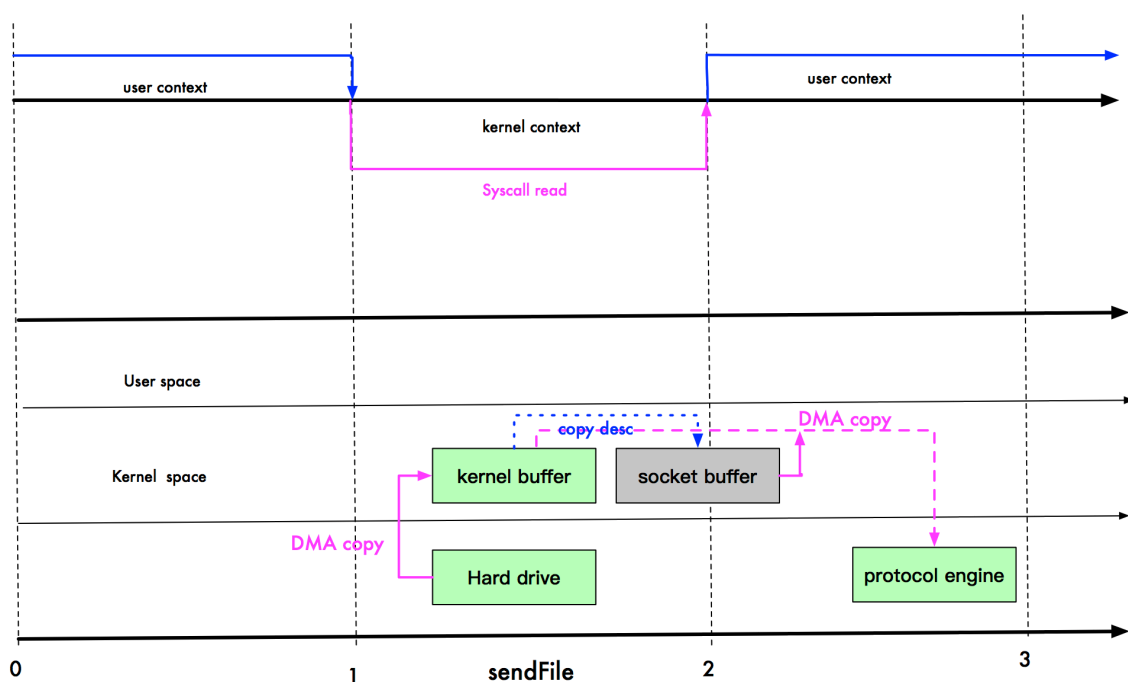 user context
user context
kernel context
Syscall read
User space
DMA copy
copy desc
Kernel space
kernel buffer
socket buffer
DMA copy
Hard drive
protocol engine
0
1
sendFile
2
3